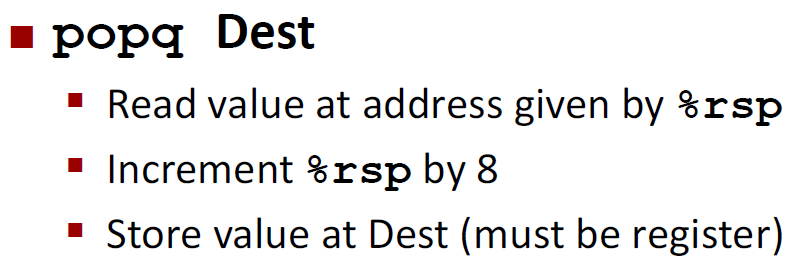 popq Dest
Read value at address given by %rsp
Increment %rsp by 8
Store value at Dest (must be register)